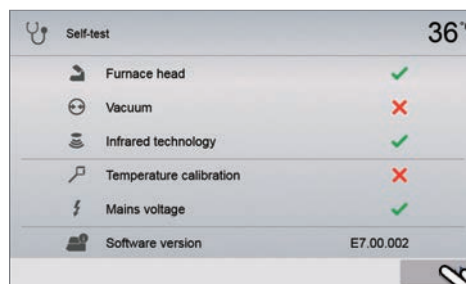 Self-test
36°
Furnace head
Vacuum
Infrared technology
Temperature calibration
Mains voltage
Software version E7.00.002